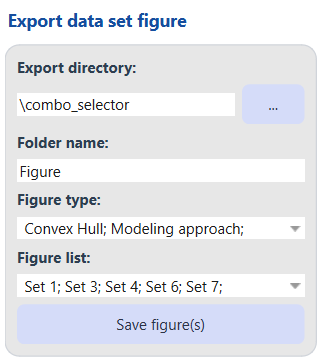 Export data set figure
Export directory:
\combo_selector
...
Folder name:
Figure
Figure type:
Convex Hull; Modeling approach;
Figure list:
Set 1; Set 3; Set 4; Set 6; Set 7;
Save figure(s)